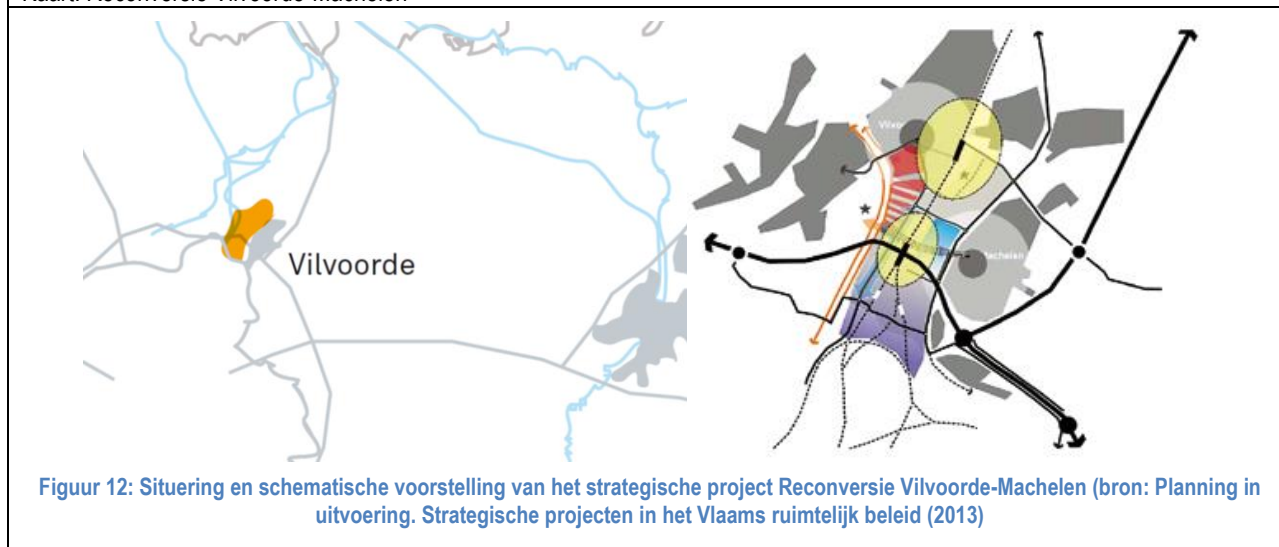 Kaart: Reconversie Vilvoorde-Machelen
Vilvoorde
Vilvoo
Machelen
Figuur 12: Situering en schematische voorstelling van het strategische project Reconversie Vilvoorde-Machelen (bron: Planning in
uitvoering. Strategische projecten in het Vlaams ruimtelijk beleid (2013)